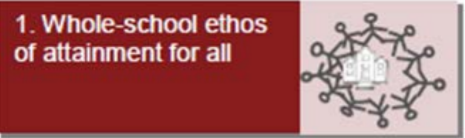 1. Whole-school ethos
of attainment for all